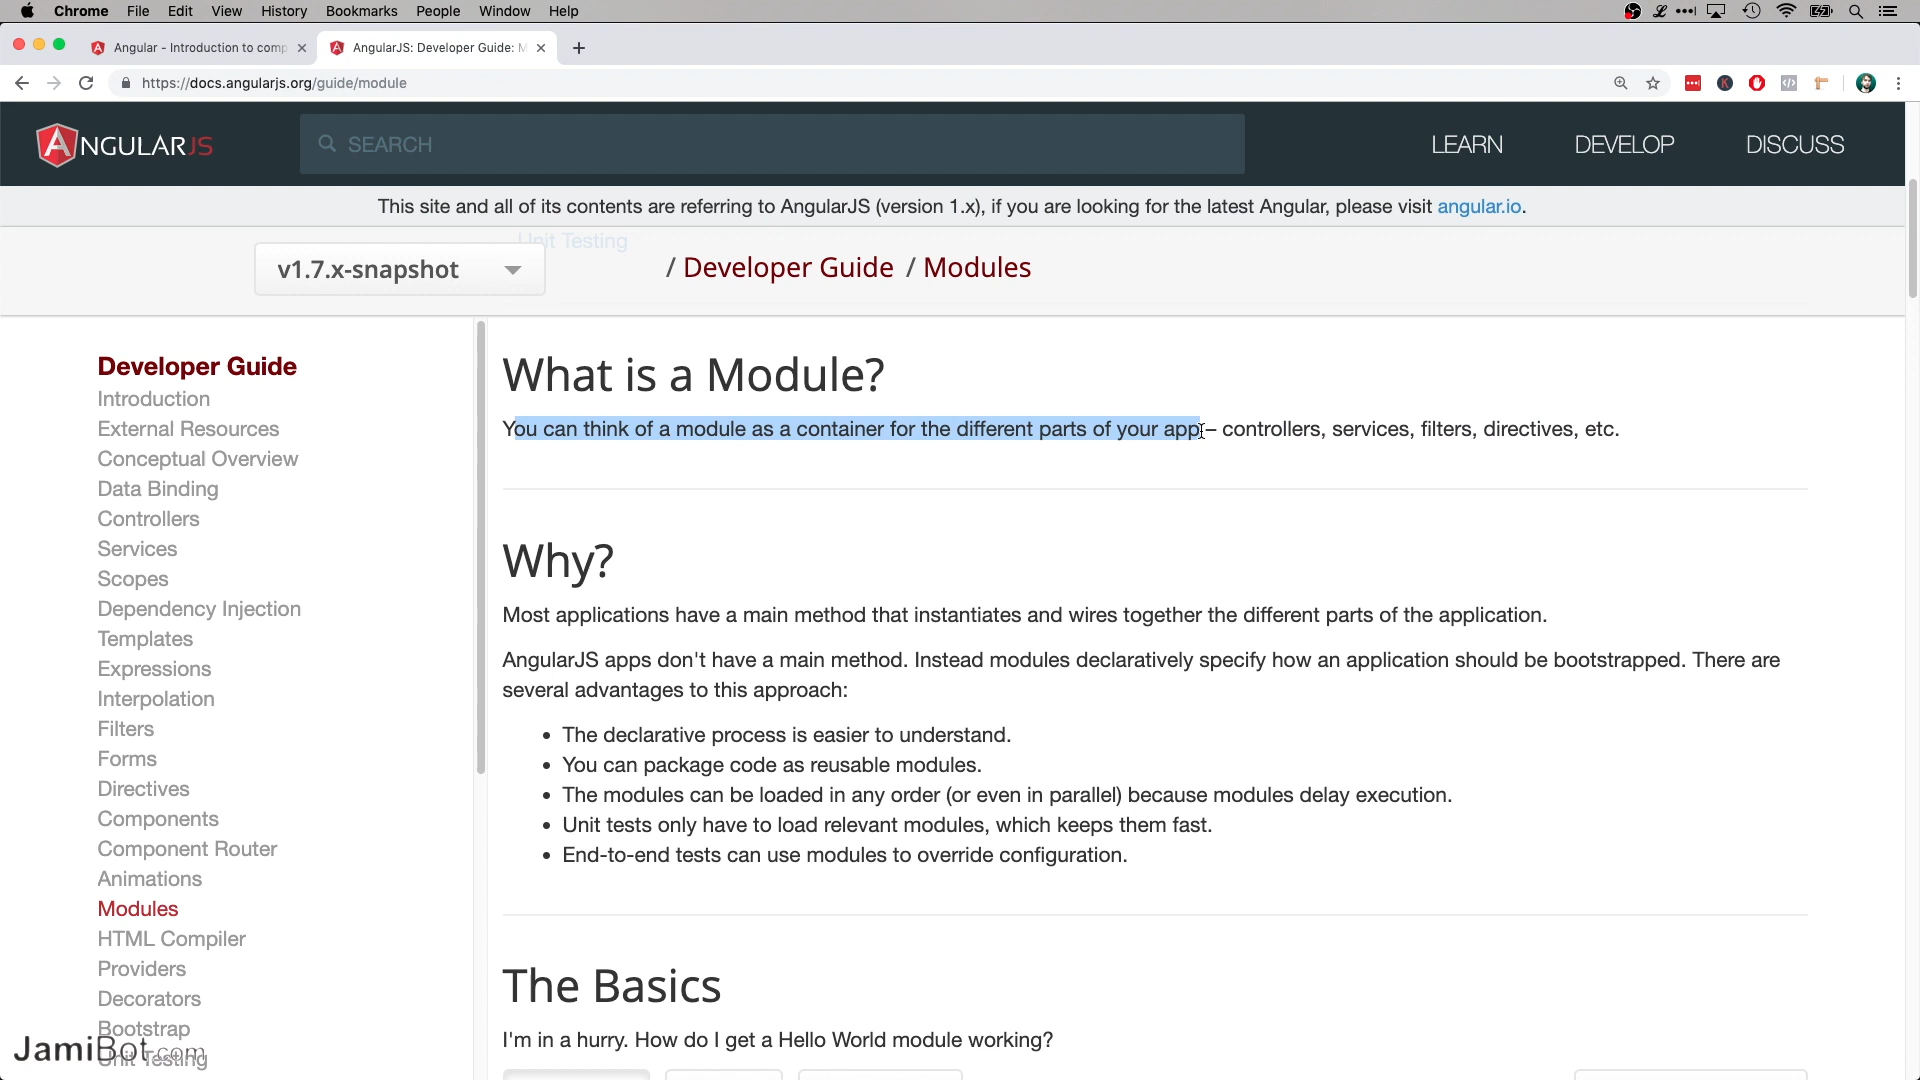 Chrome File Edit View History Bookmarks People Window Help
Angular - Introduction to comp
AngularJS: Developer Guide: M
https://docs.angularjs.org/guide/module
ANGULARJS
SEARCH
LEARN DEVELOP DISCUSS
This site and all of its contents are referring to AngularJS (version 1.x), if you are looking for the latest Angular, please visit angular.io.
Unit Testing
v1.7.x-snapshot
/ Developer Guide / Modules
Developer Guide
Introduction
External Resources
Conceptual Overview
Data Binding
Controllers
Services
Scopes
Dependency Injection
Templates
Expressions
Interpolation
Filters
Forms
Directives
Components
Component Router
Animations
Modules
HTML Compiler
Providers
Decorators
Bootstrap
Unit Testing
JamiBot.com
What is a Module?
You can think of a module as a container for the different parts of your app – controllers, services, filters, directives, etc.
Why?
Most applications have a main method that instantiates and wires together the different parts of the application.
AngularJS apps don't have a main method. Instead modules declaratively specify how an application should be bootstrapped. There are
several advantages to this approach:
• The declarative process is easier to understand.
• You can package code as reusable modules.
• The modules can be loaded in any order (or even in parallel) because modules delay execution.
• Unit tests only have to load relevant modules, which keeps them fast.
• End-to-end tests can use modules to override configuration.
The Basics
I'm in a hurry. How do I get a Hello World module working?